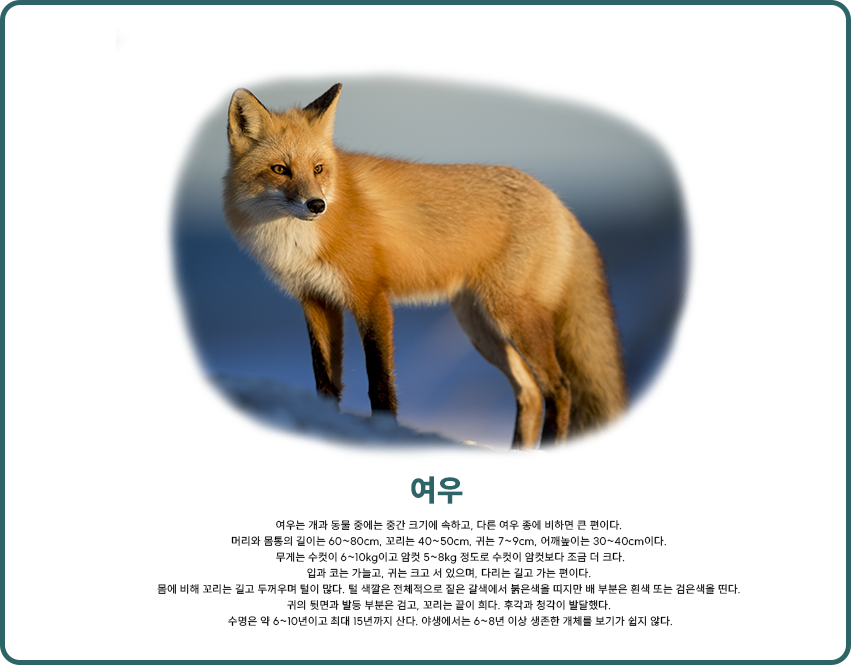 여우
여우는 개과 동물 중에는 중간 크기에 속하고, 다른 여우 종에 비하면 큰 편이다.
머리와 몸통의 길이는 60~80cm, 꼬리는 40~50cm, 귀는 7~9cm, 어깨높이는 30~40cm이다.
무게는 수컷이 6~10kg이고 암컷 5~8kg 정도로 수컷이 암컷보다 조금 더 크다.
입과 코는 가늘고, 귀는 크고 서 있으며, 다리는 길고 가는 편이다.
몸에 비해 꼬리는 길고 두꺼우며 털이 많다. 털 색깔은 전체적으로 짙은 갈색에서 붉은색을 띠지만 배 부분은 흰색 또는 검은색을 띤다.
귀의 뒷면과 발등 부분은 검고, 꼬리는 끝이 희다. 후각과 청각이 발달했다.
수명은 약 6~10년이고 최대 15년까지 산다. 야생에서는 6~8년 이상 생존한 개체를 보기가 쉽지 않다.